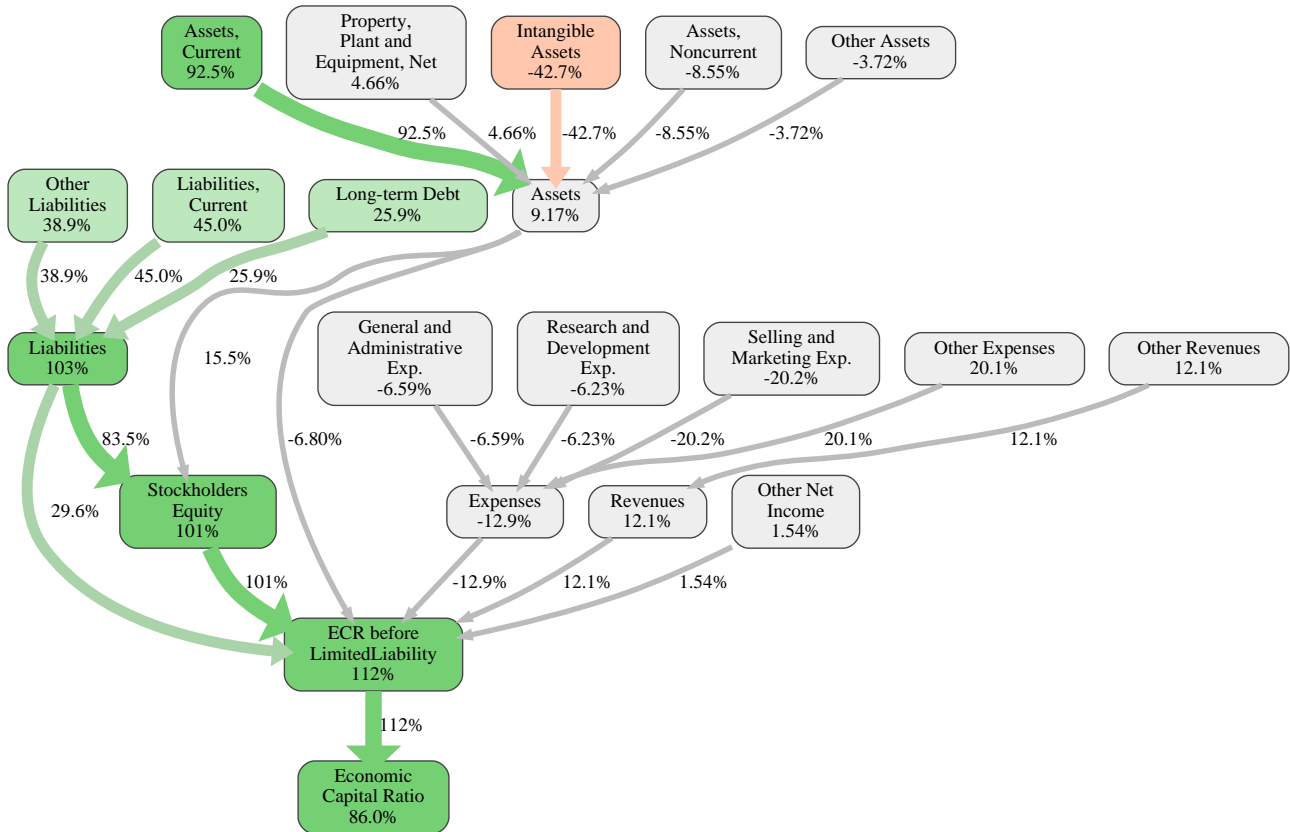 Assets,
Current
92.5%
Property,
Plant and
Equipment, Net
4.66%
Intangible
Assets
-42.7%
Assets,
Noncurrent
-8.55%
Other Assets
-3.72%
92.5%
4.66%
-42.7%
-8.55%
-3.72%
Other
Liabilities
38.9%
Liabilities,
Current
45.0%
Long-term Debt
25.9%
Assets
9.17%
38.9%
45.0%
25.9%
Liabilities
103%
15.5%
General and
Administrative
Exp.
-6.59%
Research and
Development
Exp.
-6.23%
Selling and
Marketing Exp.
-20.2%
Other Expenses
20.1%
Other Revenues
12.1%
83.5%
-6.80%
-6.59%
-6.23%
-20.2%
20.1%
12.1%
29.6%
Stockholders
Equity
101%
Expenses
-12.9%
Revenues
12.1%
Other Net
Income
1.54%
101%
-12.9%
12.1%
1.54%
ECR before
LimitedLiability
112%
112%
Economic
Capital Ratio
86.0%